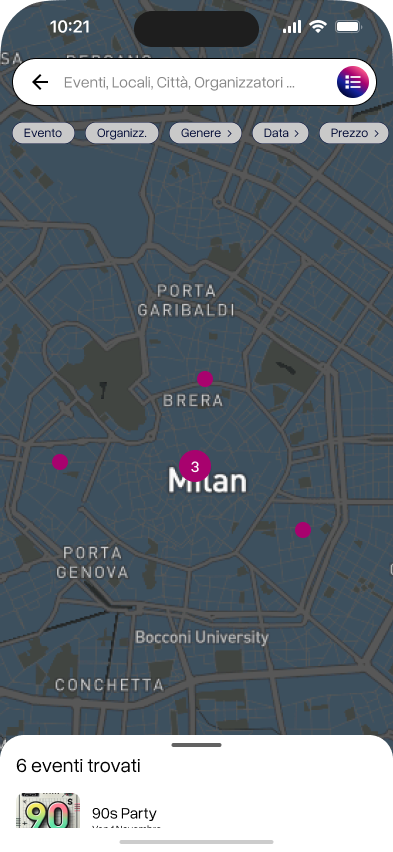 10:21
Eventi, Locali, Città, Organizzatori ...
Evento
Organizz.
Genere
Data
Prezzo
PORTA
GARIBALDI
BRERA
3
Milan
PORTA
GENOVA
Bocconi University
CONCHETTA
6 eventi trovati
90s
90s Party